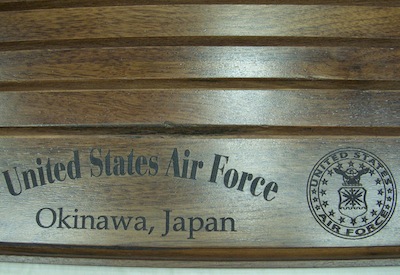 United States Air Force
Okinawa, Japan
UNITED STATES
AIR FORCE